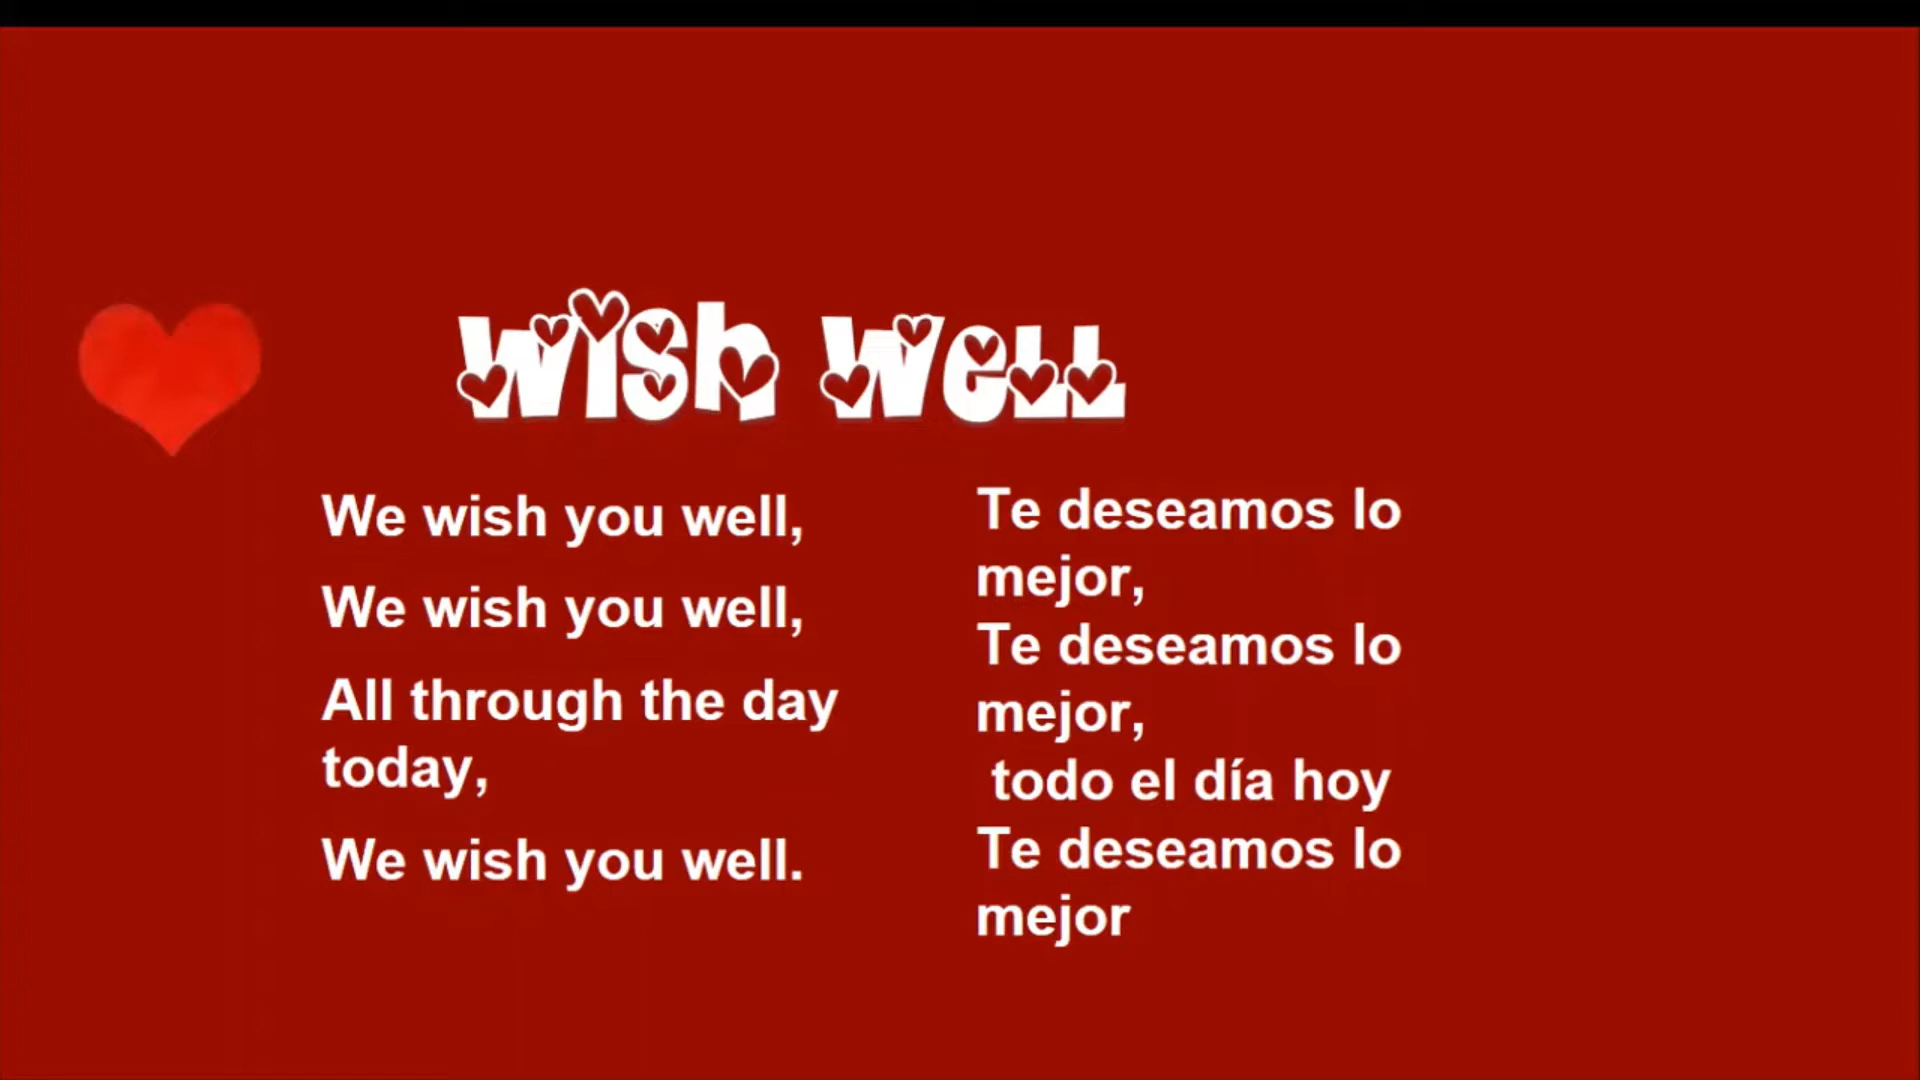 Wish Well
We wish you well,
We wish you well,
All through the day
today,
We wish you well.
Te deseamos lo
mejor,
Te deseamos lo
mejor,
todo el día hoy
Te deseamos lo
mejor